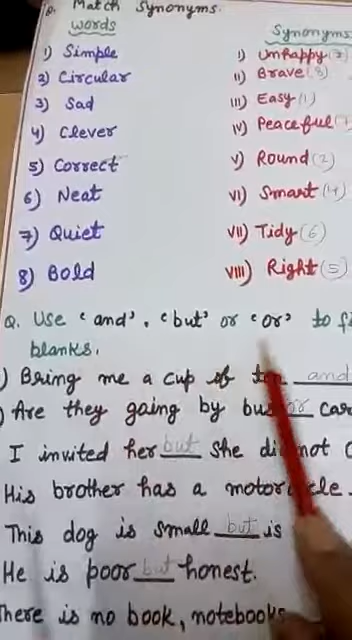 Q. Match Synonyms.
words
Synonyms
1) Simple
i) Unhappy (3)
2) Circular
ii) Brave (8)
3) Sad
iii) Easy (1)
4) Clever
iv) Peaceful (
5) Correct
v) Round (2)
6) Neat
vi) Smart (4)
7) Quiet
vii) Tidy (6)
8) Bold
viii) Right (5)
Q. Use 'and', 'but' or 'or' to
blanks.
) Bring me a cup of and
) Are they going by bus or car
I invited her but She did not
His brother has a
This dog is small but is
He is poor but honest.
There is no book, notebooks